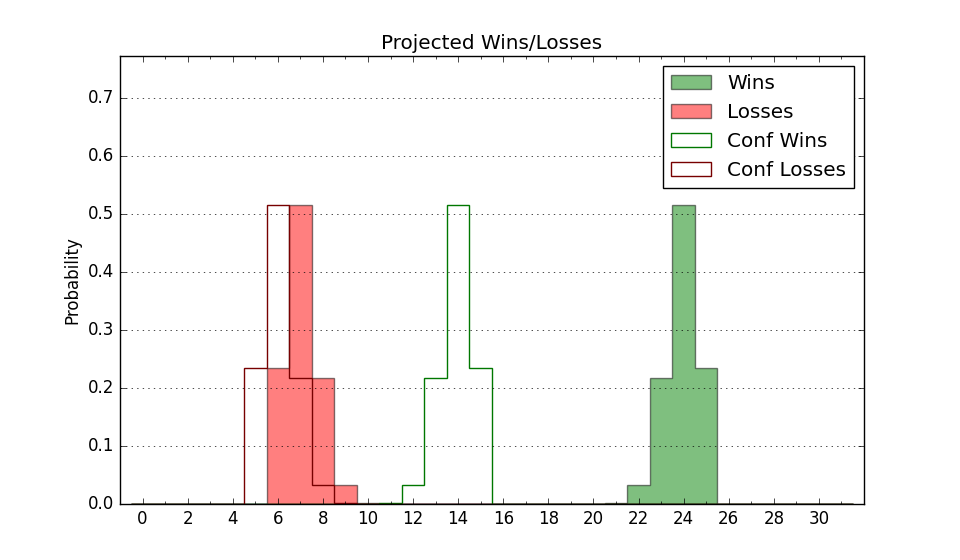 Projected Wins/Losses
Wins
Losses
Conf Wins
Conf Losses
Probability
0.7
0.6
0.5
0.4
0.3
0.2
0.1
0.0
0 2 4 6 8 10 12 14 16 18 20 22 24 26 28 30